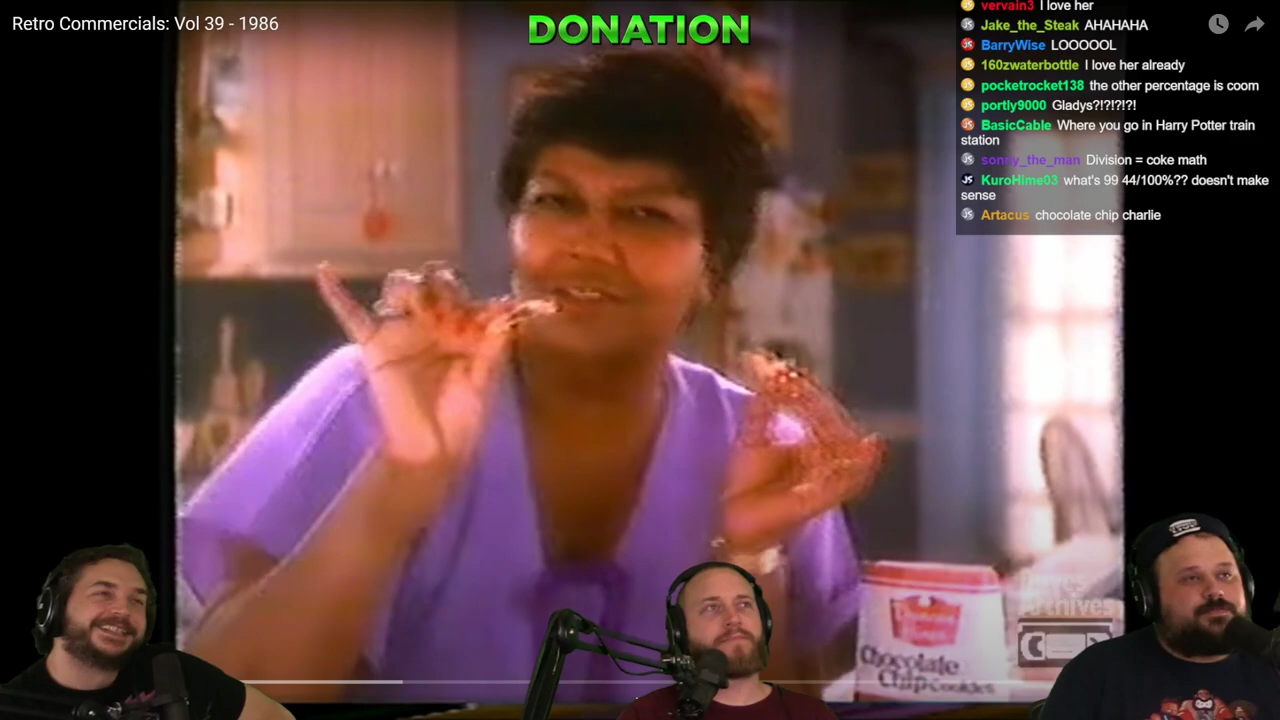 Retro Commercials: Vol 39 - 1986
DONATION
vervain3 I love her
Jake_the_Steak AHAHAHA
BarryWise LOOOOOL
160zwaterbottle I love her already
pocketrocket138 the other percentage is coom
portly9000 Gladys?!?!?!?!
BasicCable Where you go in Harry Potter train
station
sonny_the_man Division = coke math
KuroHime03 what's 99 44/100%?? doesn't make
sense
Artacus chocolate chip charlie
Chocolate
Chip Cookies
Archives